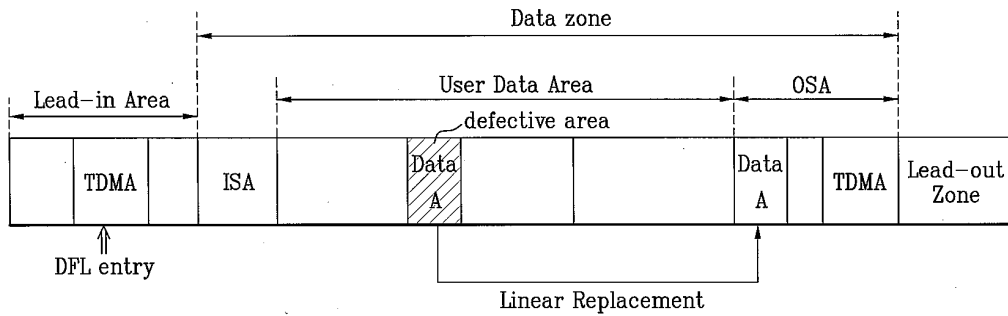 Data zone
User Data Area
OSA
Lead-in Area
defective area
TDMA
ISA
Data
A
Data
A
TDMA
Lead-out
Zone
DFL entry
Linear Replacement